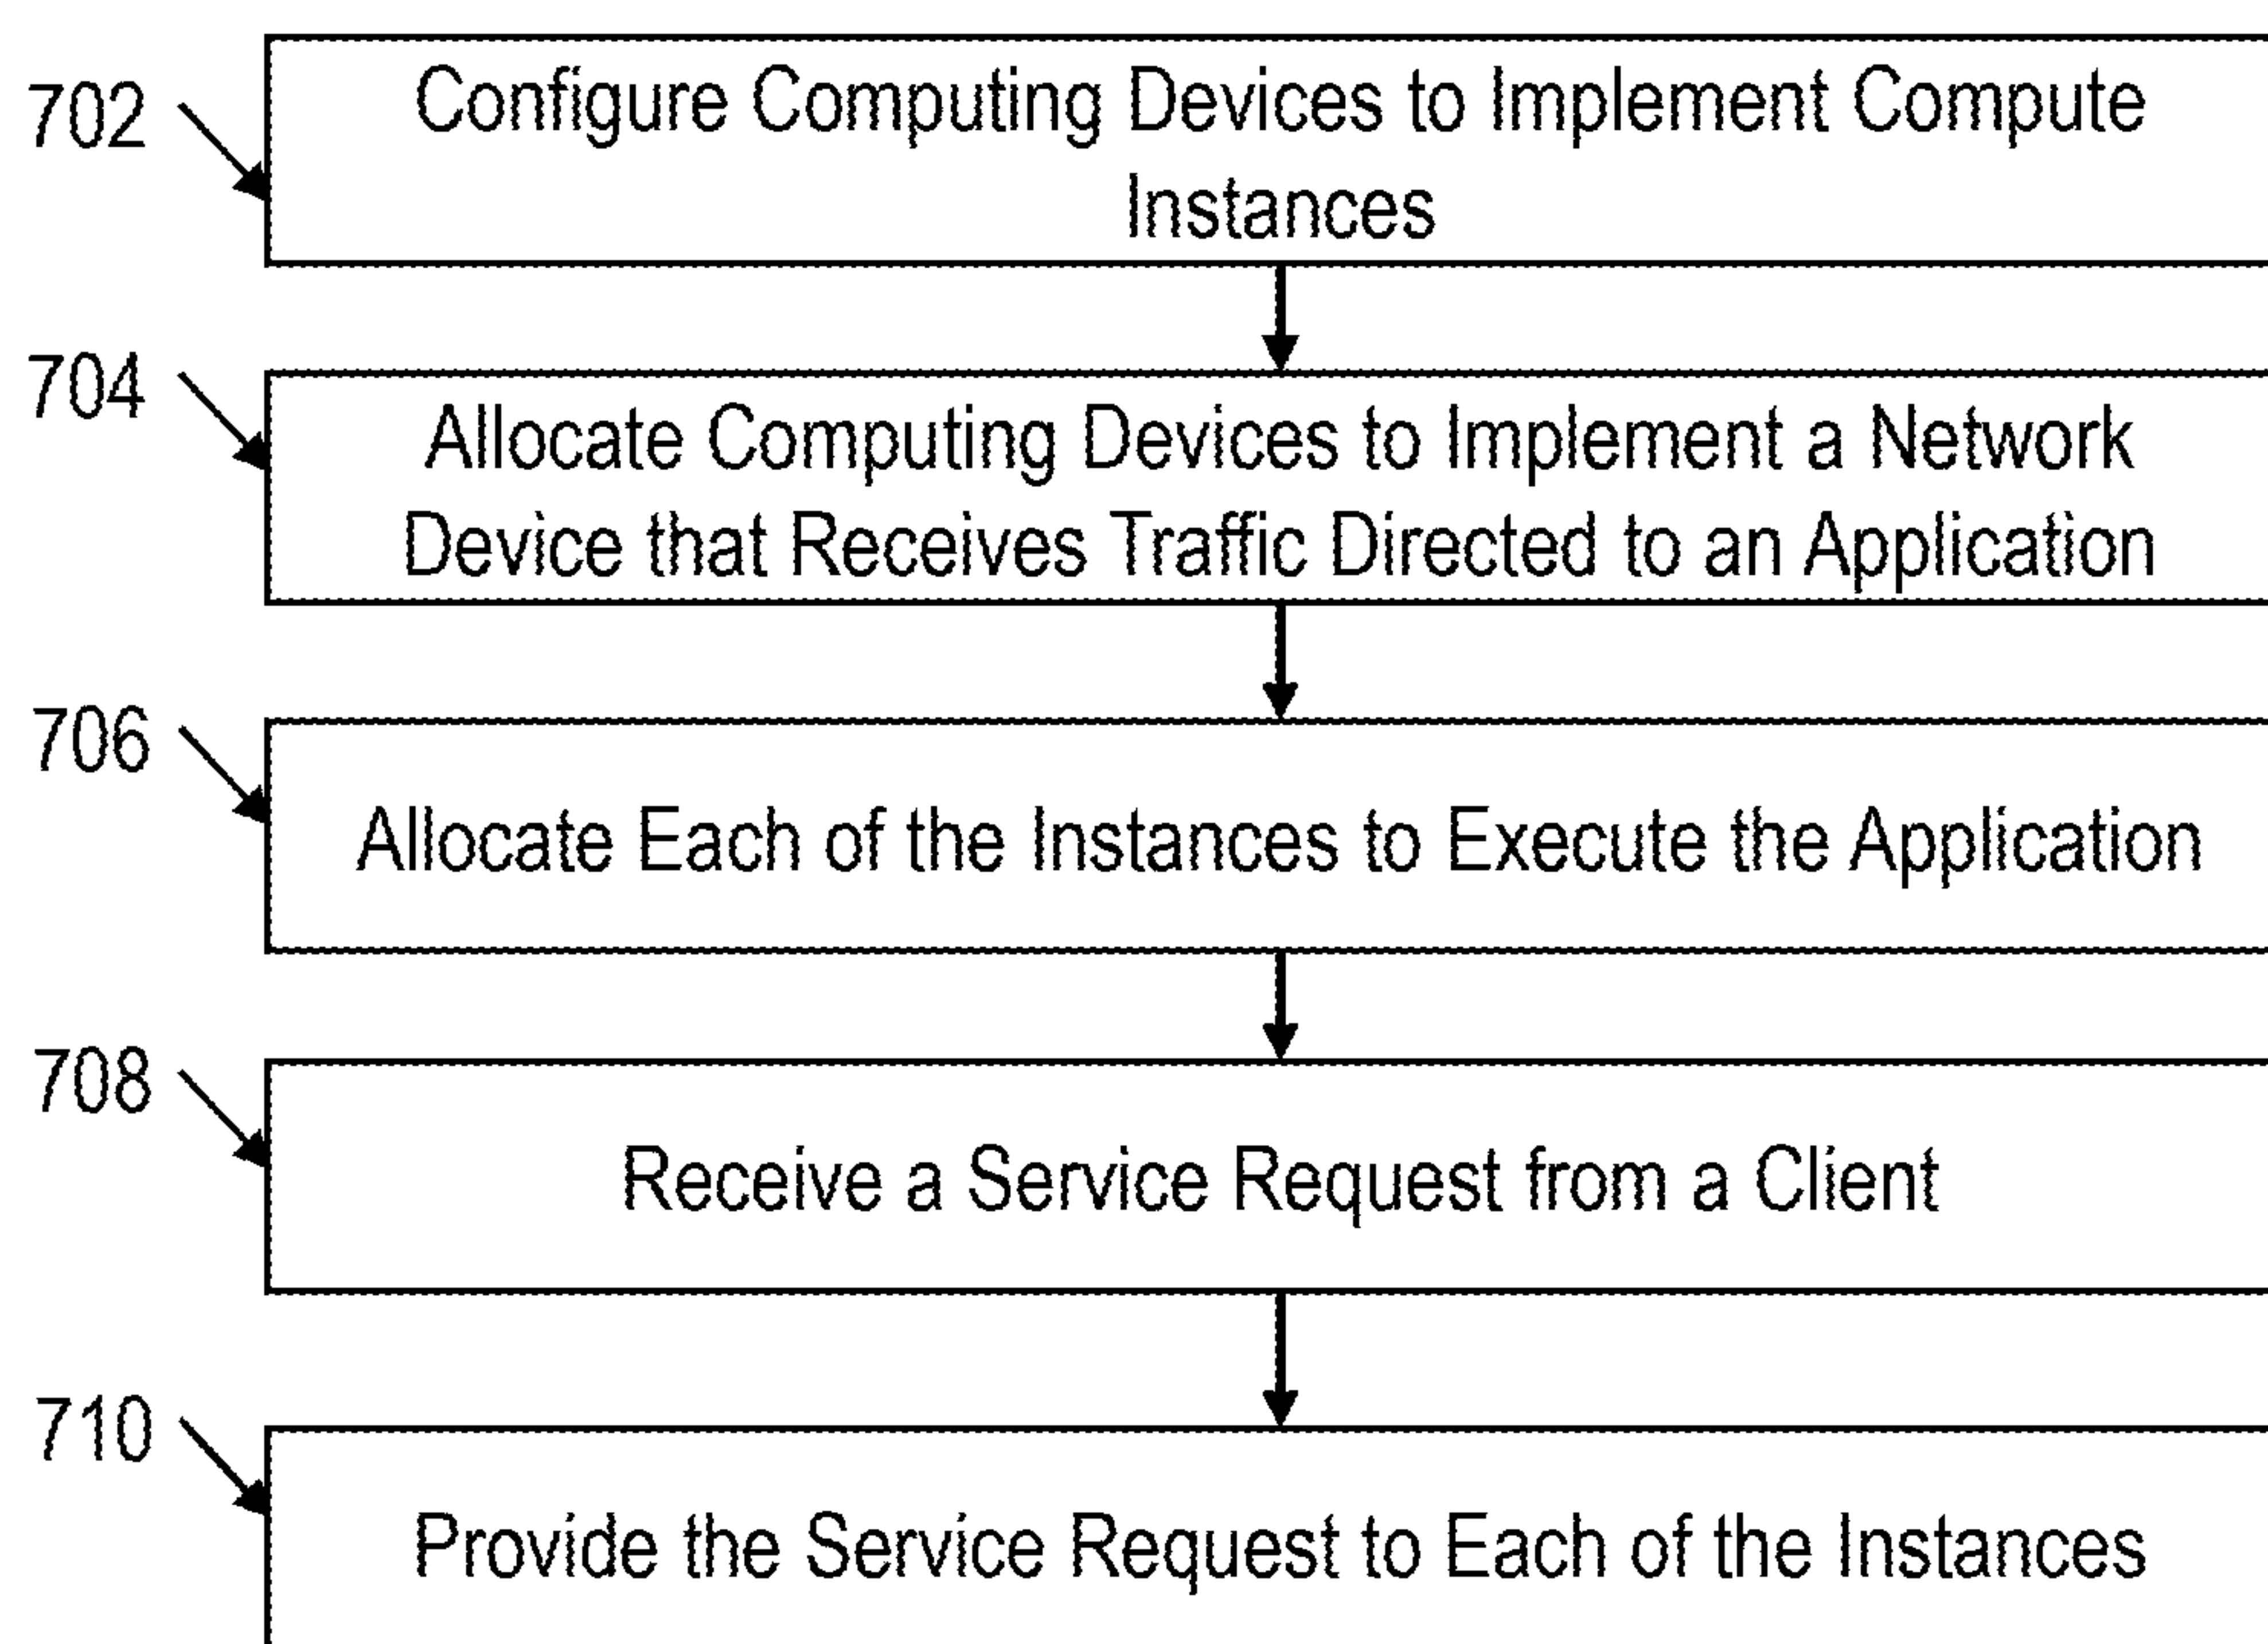 702
Configure Computing Devices to Implement Compute
Instances
704
Allocate Computing Devices to Implement a Network
Device that Receives Traffic Directed to an Application
706
Allocate Each of the Instances to Execute the Application
708
Receive a Service Request from a Client
710
Provide the Service Request to Each of the Instances